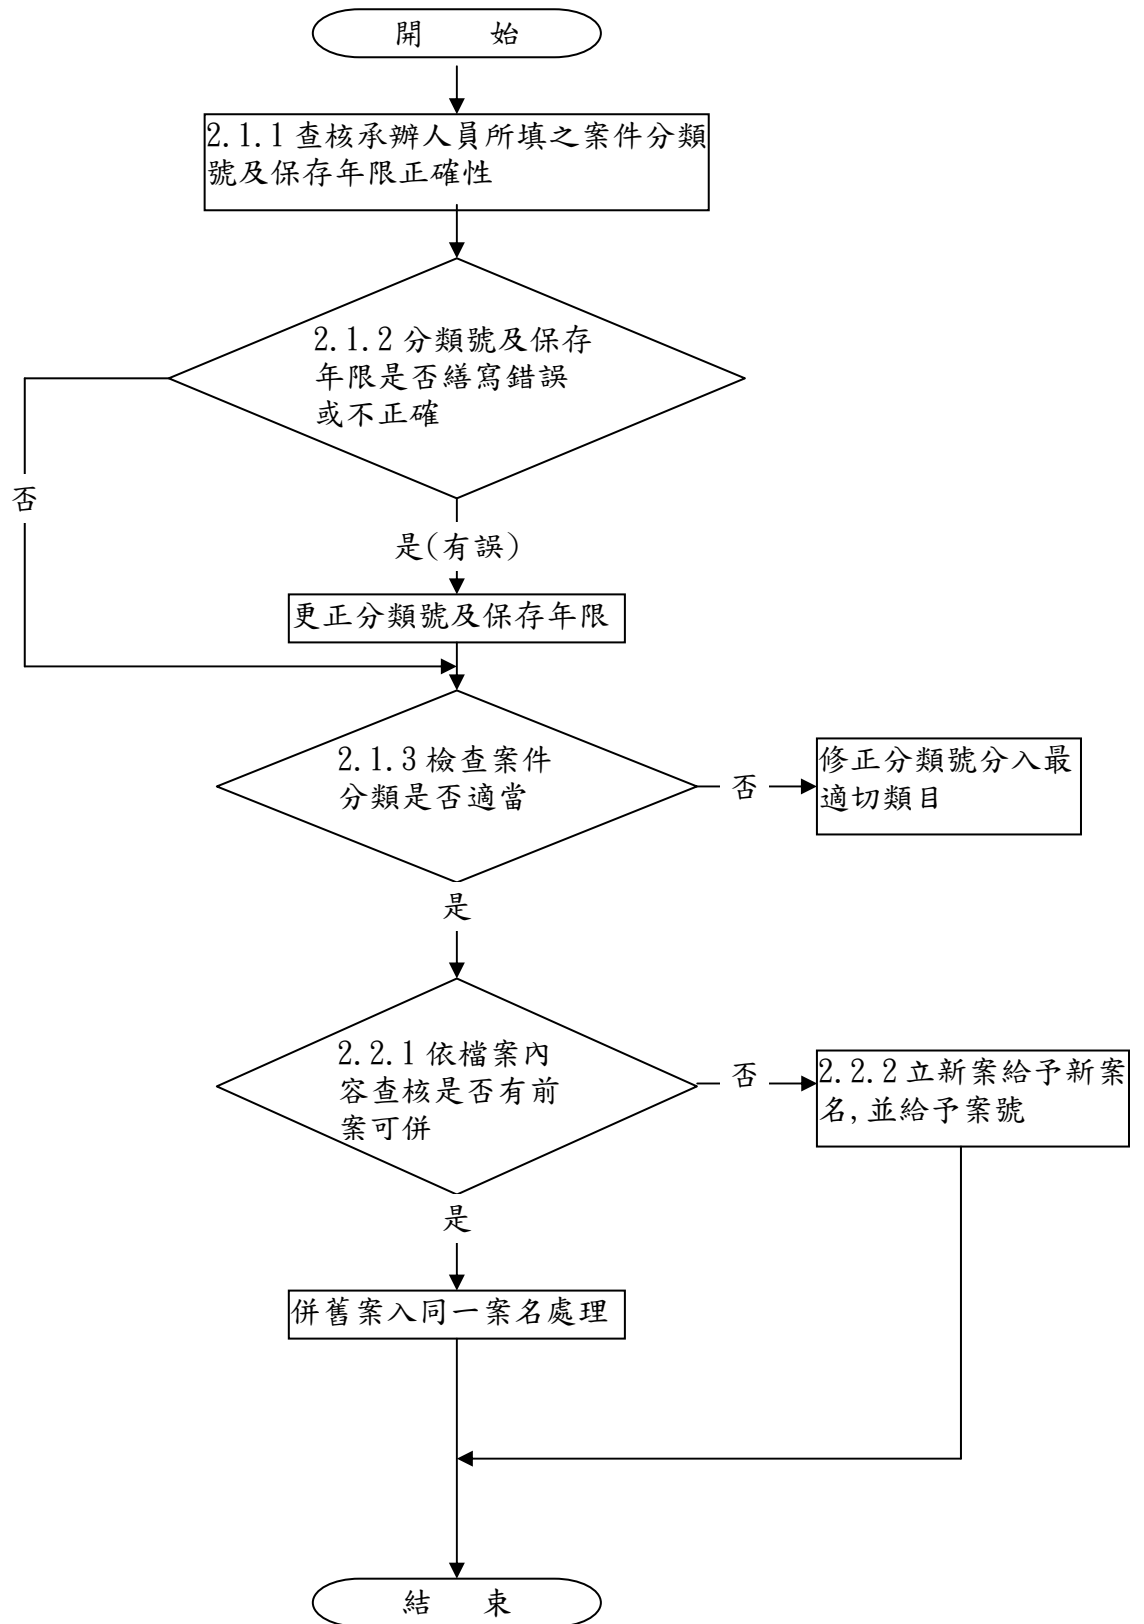 開 始
2.1.1 查核承辦人員所填之案件分類
號及保存年限正確性
2.1.2 分類號及保存
年限是否繕寫錯誤
或不正確
否
是(有誤)
更正分類號及保存年限
2.1.3 檢查案件
分類是否適當
否
修正分類號分入最
適切類目
是
2.2.1 依檔案內
容查核是否有前
案可併
否
2.2.2 立新案給予新案
名,並給予案號
是
併舊案入同一案名處理
結 束